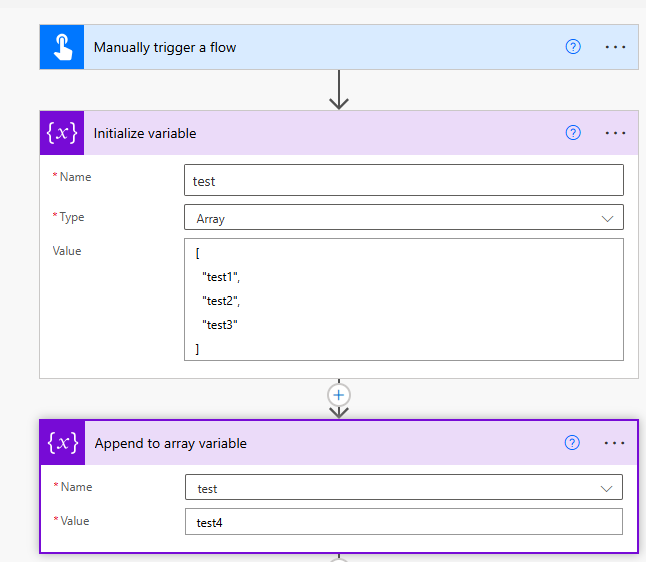 Manually trigger a flow
{x} Initialize variable
* Name
test
* Type
Array
Value
[
"test1",
"test2",
"test3"
]
{x} Append to array variable
* Name
test
* Value
test4